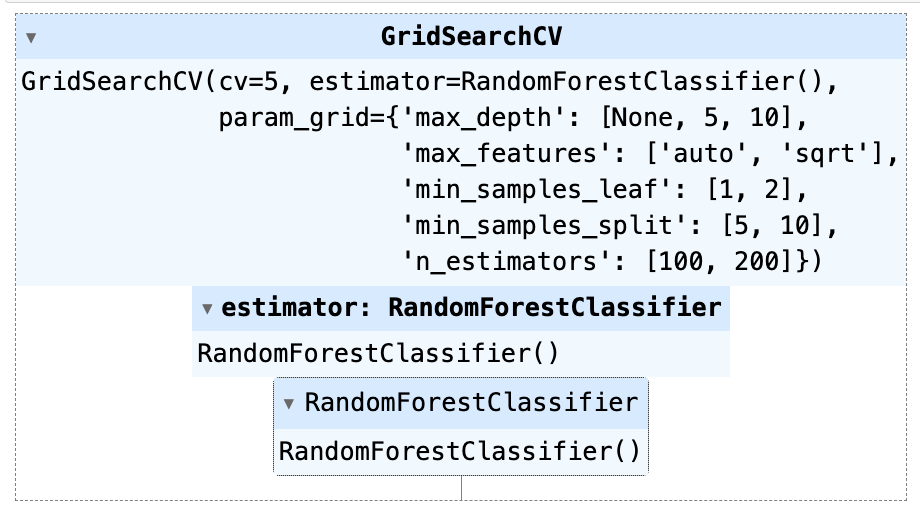 GridSearchCV
GridSearchCV(cv=5, estimator=RandomForestClassifier(),
param_grid={'max_depth': [None, 5, 10],
'max_features': ['auto', 'sqrt'],
'min_samples_leaf': [1, 2],
'min_samples_split': [5, 10],
'n_estimators': [100, 200]})
estimator: RandomForestClassifier
RandomForestClassifier()
RandomForestClassifier
RandomForestClassifier()